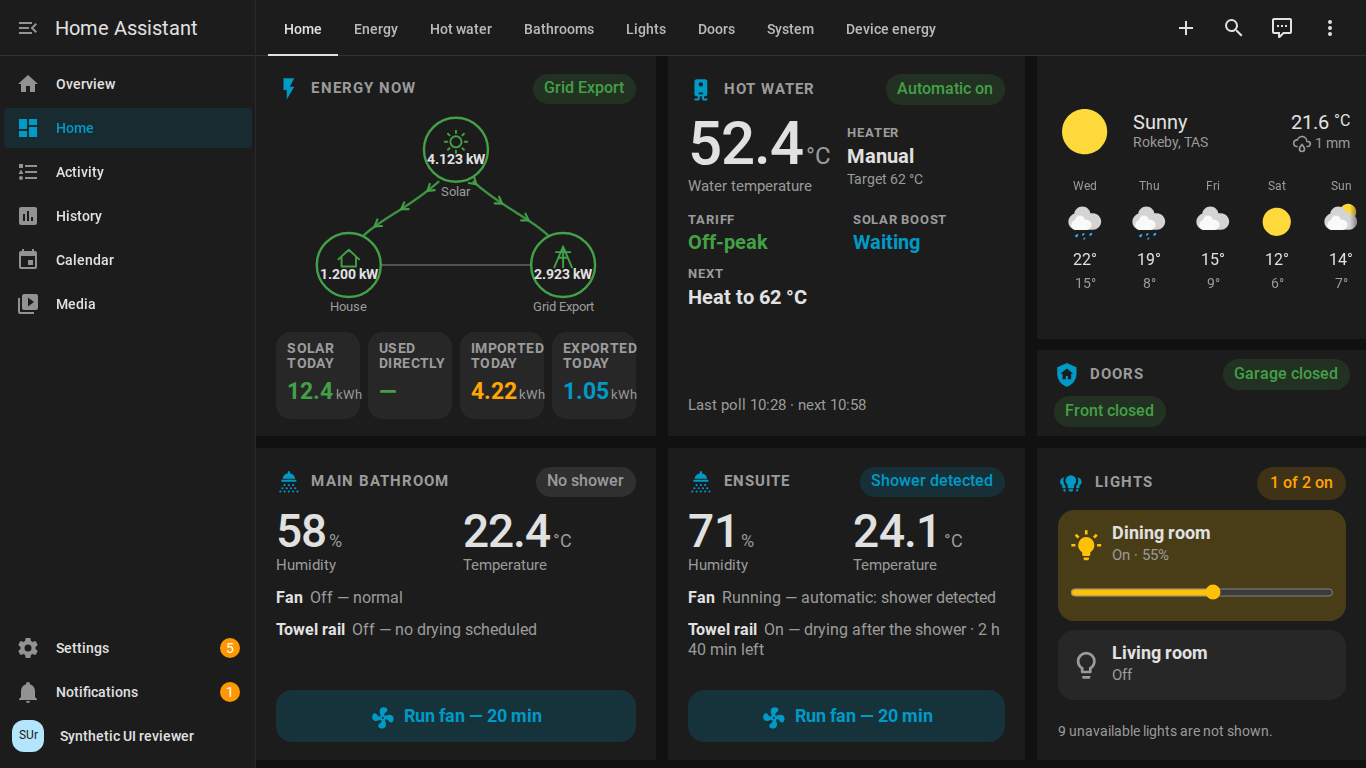 Home Assistant
Home
Energy
Hot water
Bathrooms
Lights
Doors
System
Device energy
Overview
Home
Activity
History
Calendar
Media
Settings 5
Notifications 1
SUr Synthetic UI reviewer
ENERGY NOW
Grid Export
4.123 kW
Solar
1.200 kW
House
2.923 kW
Grid Export
SOLAR
TODAY
12.4 kWh
USED
DIRECTLY
—
IMPORTED
TODAY
4.22 kWh
EXPORTED
TODAY
1.05 kWh
HOT WATER
Automatic on
52.4 °C
Water temperature
HEATER
Manual
Target 62 °C
TARIFF
Off-peak
SOLAR BOOST
Waiting
NEXT
Heat to 62 °C
Last poll 10:28 · next 10:58
Sunny
Rokeby, TAS
21.6 °C
1 mm
Wed
22°
15°
Thu
19°
8°
Fri
15°
9°
Sat
12°
6°
Sun
14°
7°
DOORS
Garage closed
Front closed
MAIN BATHROOM
No shower
58 %
Humidity
22.4 °C
Temperature
Fan Off — normal
Towel rail Off — no drying scheduled
Run fan — 20 min
ENSUITE
Shower detected
71 %
Humidity
24.1 °C
Temperature
Fan Running — automatic: shower detected
Towel rail On — drying after the shower · 2 h
40 min left
Run fan — 20 min
LIGHTS
1 of 2 on
Dining room
On · 55%
Living room
Off
9 unavailable lights are not shown.